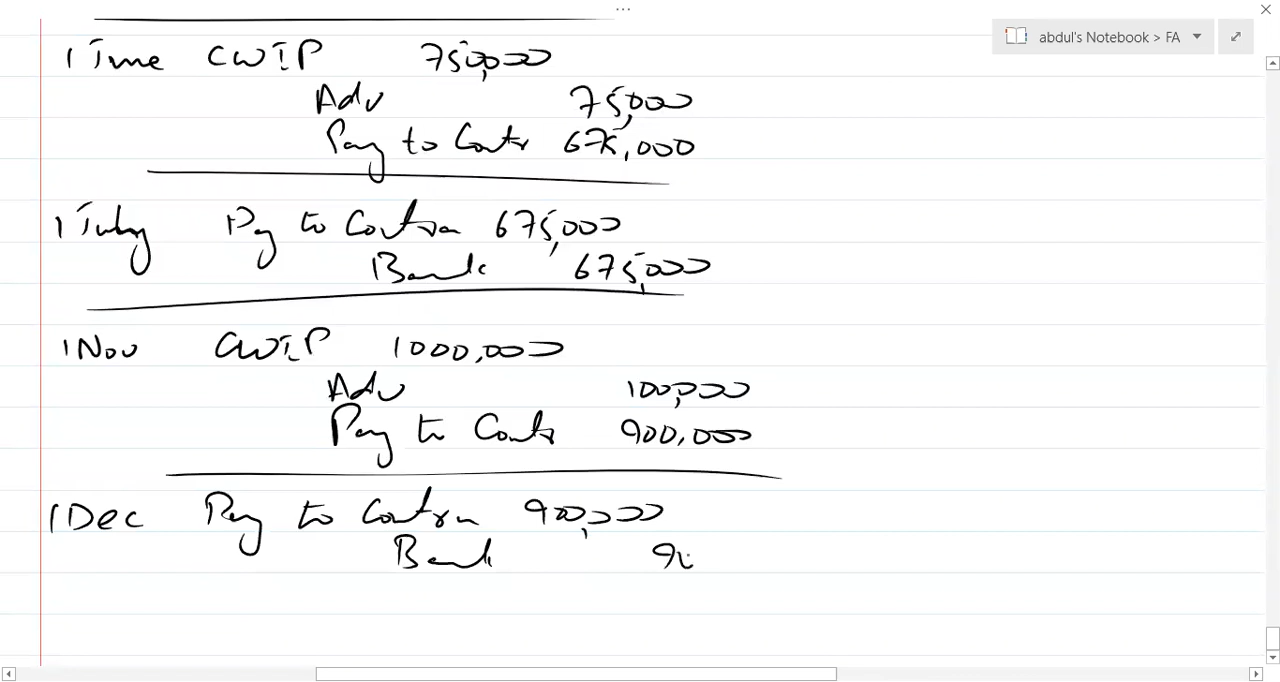 abdul's Notebook > FA
1 June CWIP 750,000
Adv 75,000
Pay to Contr 675,000
1 July Pay to Contra 675,000
Bank 675,000
1 Nov CWIP 1000,000
Adv 100,000
Pay to Contr 900,000
1 Dec Pay to Contra 900,000
Bank 90